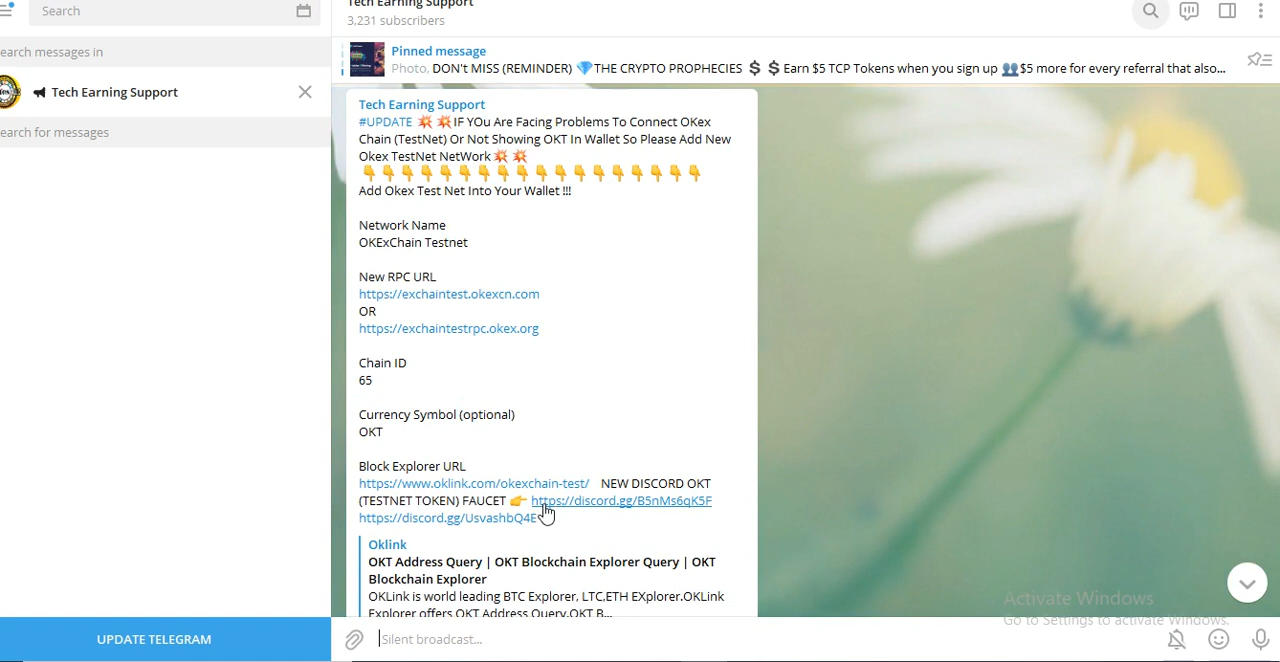 Search
earch messages in
Tech Earning Support
earch for messages
UPDATE TELEGRAM
Tech Earning Support
3,231 subscribers
Pinned message
Photo, DON'T MISS (REMINDER) 💎THE CRYPTO PROPHECIES 💲 💲Earn $5 TCP Tokens when you sign up 👥$5 more for every referral that also...
Tech Earning Support
#UPDATE 💥 💥IF YOu Are Facing Problems To Connect OKex
Chain (TestNet) Or Not Showing OKT In Wallet So Please Add New
Okex TestNet NetWork💥 💥
👇👇👇👇👇👇👇👇👇👇👇👇👇👇👇👇👇👇
Add Okex Test Net Into Your Wallet !!!
Network Name
OKExChain Testnet
New RPC URL
https://exchaintest.okexcn.com
OR
https://exchaintestrpc.okex.org
Chain ID
65
Currency Symbol (optional)
OKT
Block Explorer URL
https://www.oklink.com/okexchain-test/ NEW DISCORD OKT
(TESTNET TOKEN) FAUCET 👉 https://discord.gg/B5nMs6qK5F
https://discord.gg/UsvashbQ4E
Oklink
OKT Address Query | OKT Blockchain Explorer Query | OKT
Blockchain Explorer
OKLink is world leading BTC Explorer, LTC,ETH EXplorer.OKLink
Explorer offers OKT Address Query,OKT B...
Activate Windows
Go to Settings to activate Windows.
Silent broadcast...